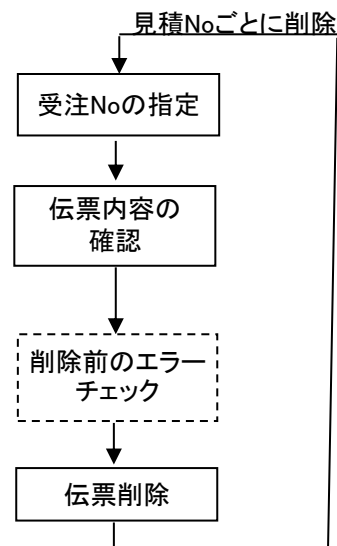 見積Noごとに削除
受注Noの指定
伝票内容の
確認
削除前のエラー
チェック
伝票削除